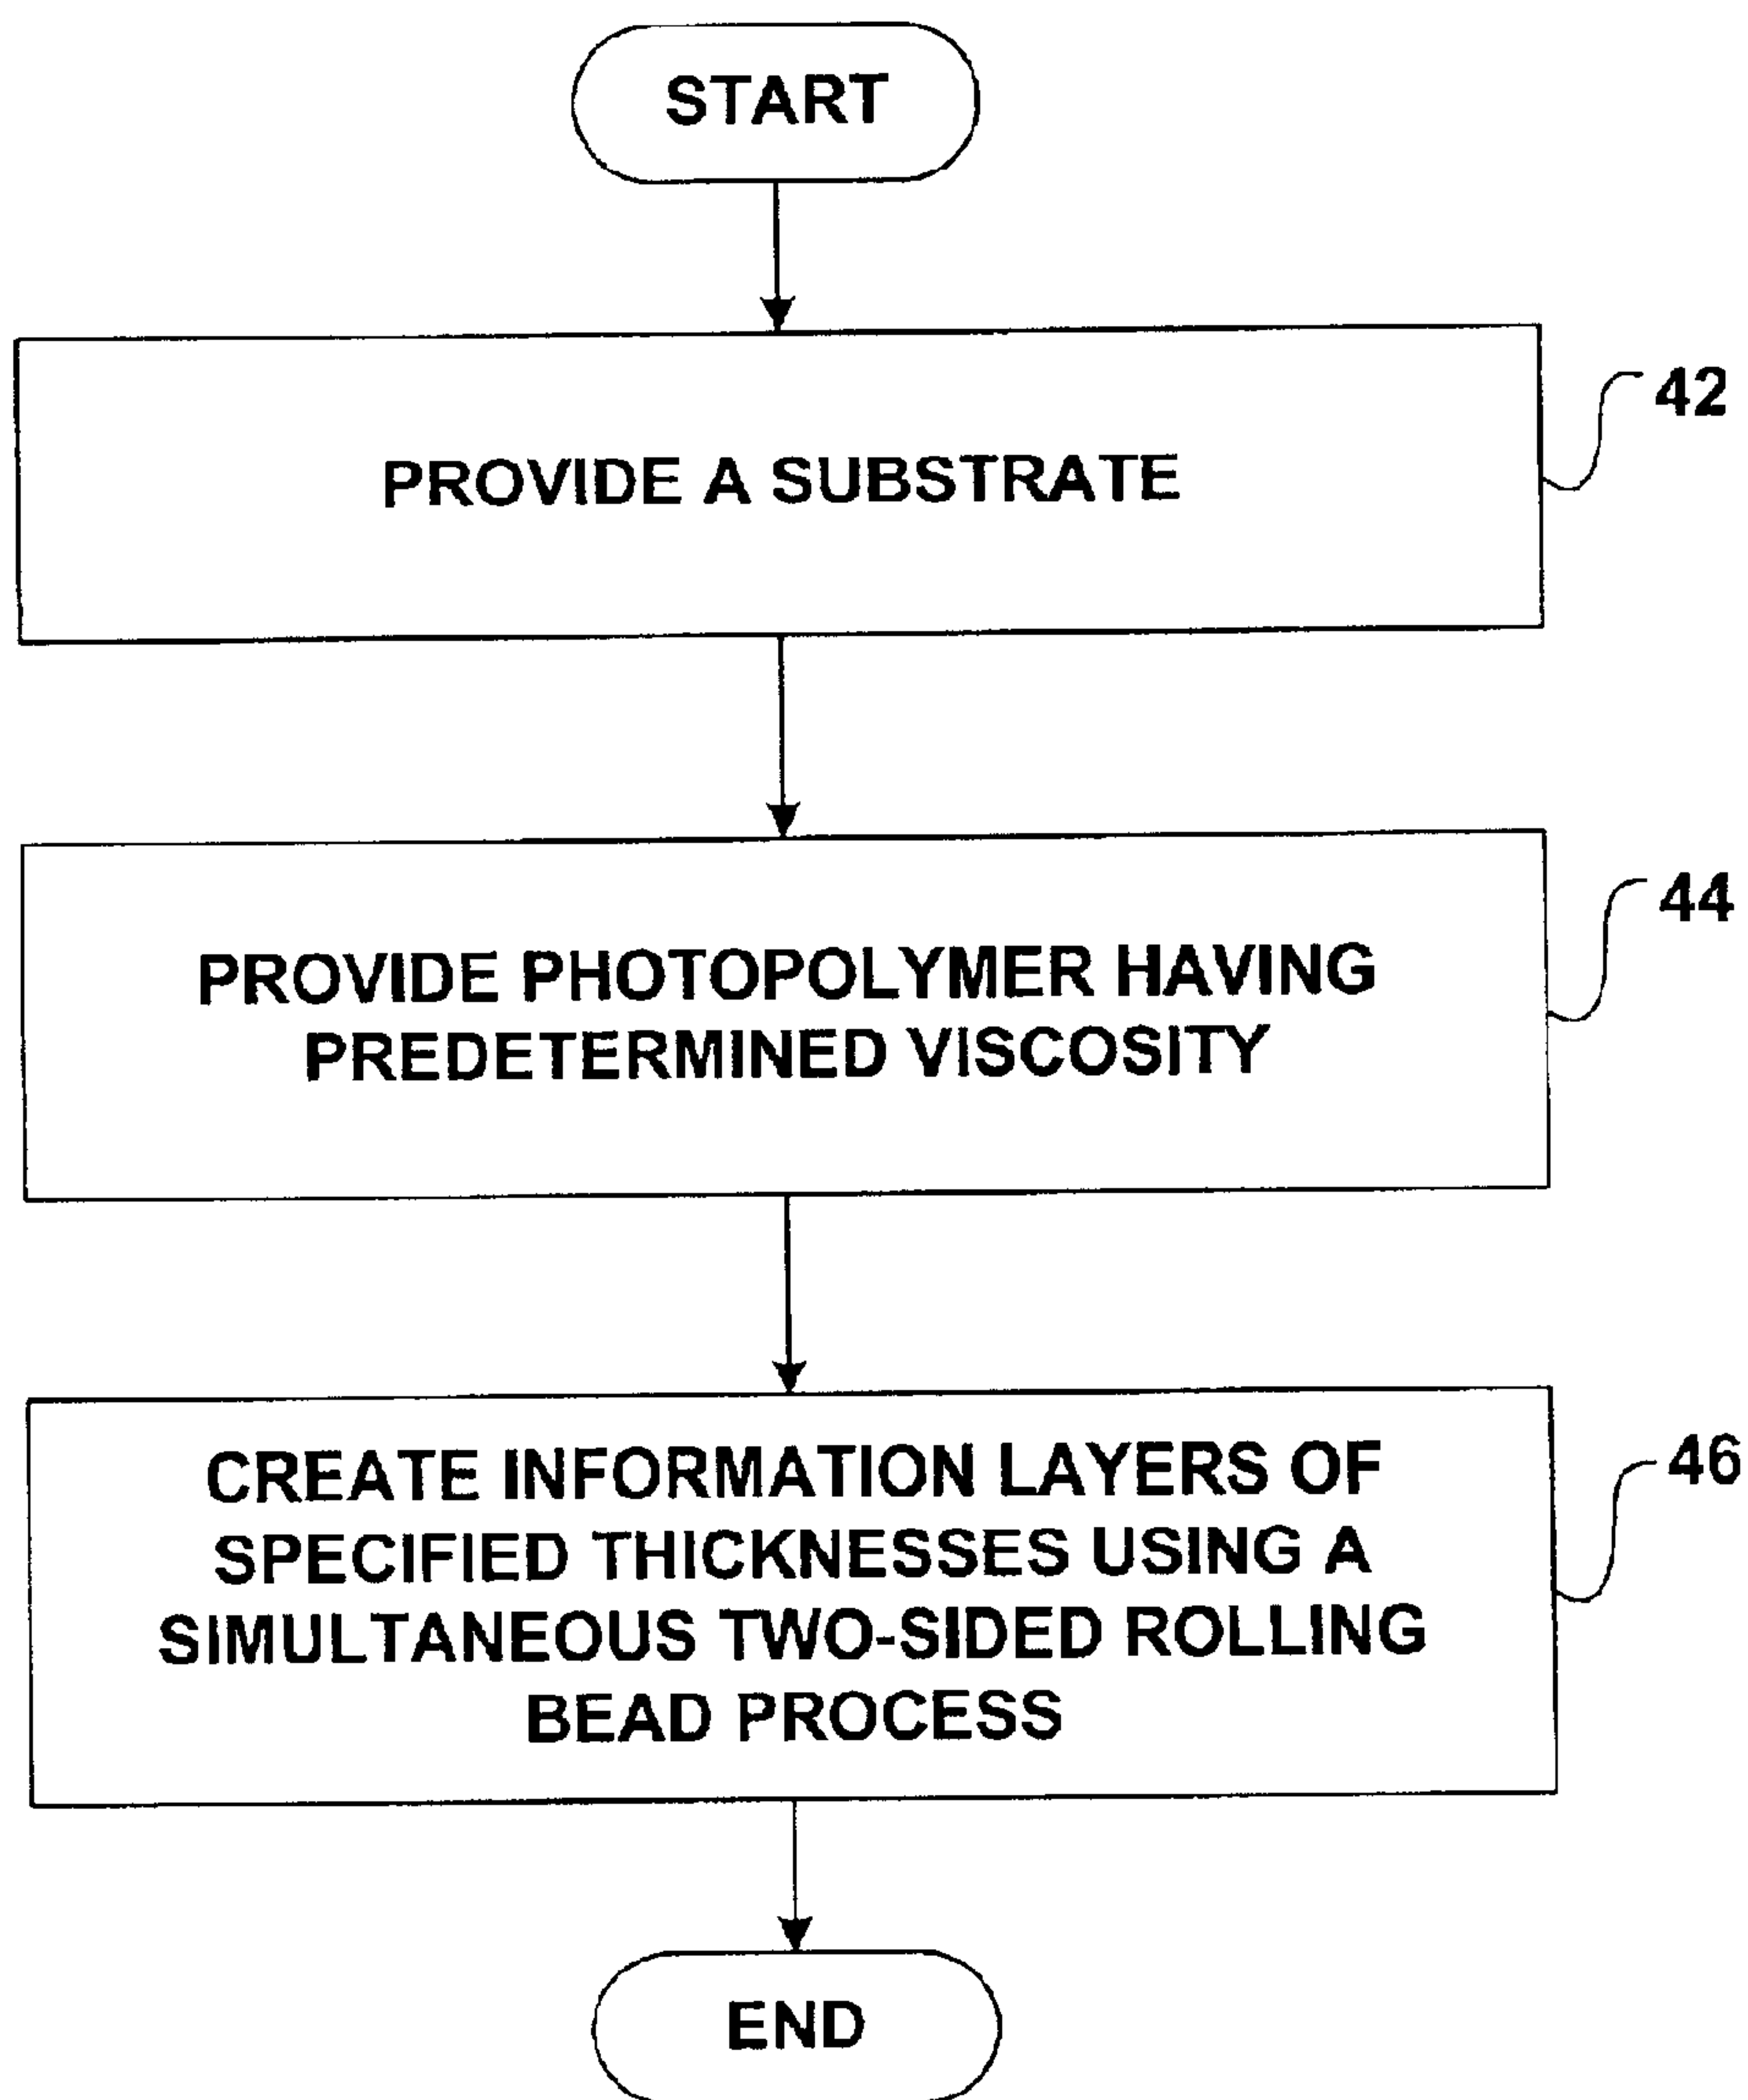 START
PROVIDE A SUBSTRATE
42
PROVIDE PHOTOPOLYMER HAVING
PREDETERMINED VISCOSITY
44
CREATE INFORMATION LAYERS OF
SPECIFIED THICKNESSES USING A
SIMULTANEOUS TWO-SIDED ROLLING
BEAD PROCESS
46
END